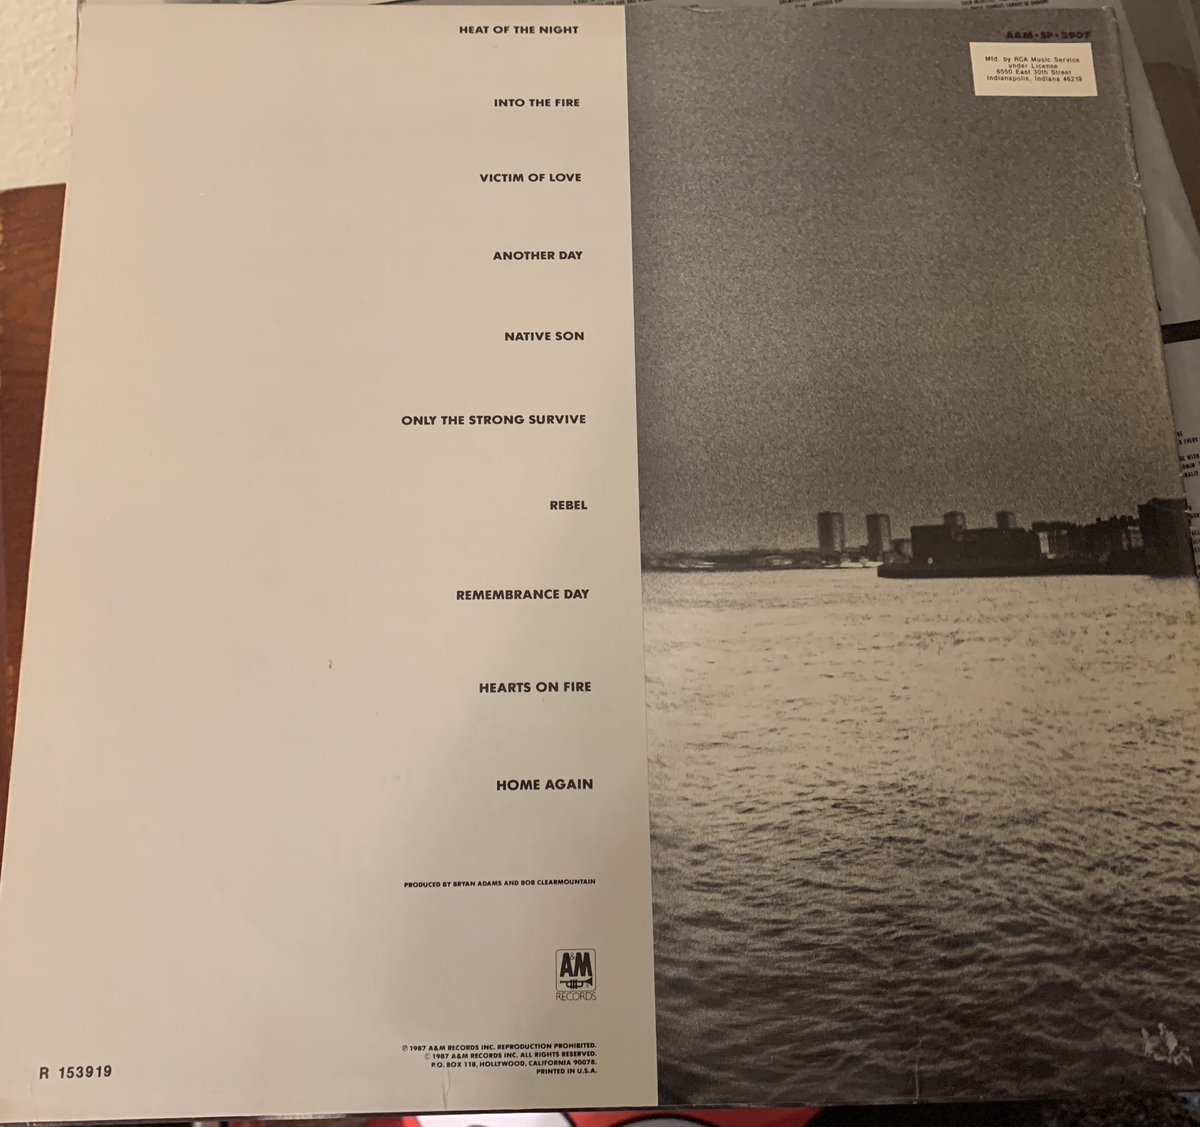 HEAT OF THE NIGHT
INTO THE FIRE
VICTIM OF LOVE
ANOTHER DAY
NATIVE SON
ONLY THE STRONG SURVIVE
REBEL
REMEMBRANCE DAY
HEARTS ON FIRE
HOME AGAIN
PRODUCED BY BRYAN ADAMS AND BOB CLEARMOUNTAIN
A&M
RECORDS
℗ 1987 A&M RECORDS INC. REPRODUCTION PROHIBITED.
© 1987 A&M RECORDS INC. ALL RIGHTS RESERVED.
P.O. BOX 118, HOLLYWOOD, CALIFORNIA 90078.
PRINTED IN U.S.A.
R 153919
A&M·SP·3907
Mfd. by RCA Music Service
under License
6550 East 30th Street
Indianapolis, Indiana 46219